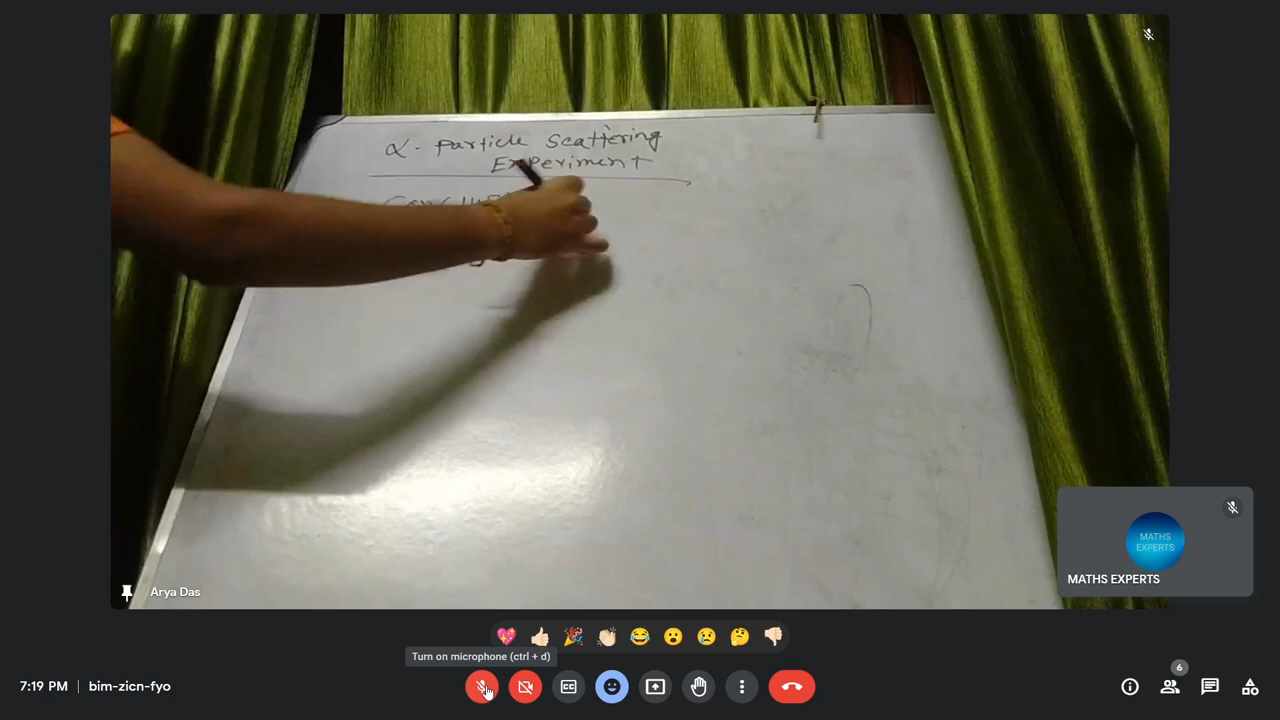 α - Particle Scattering
Experiment
Arya Das
MATHS
EXPERTS
MATHS EXPERTS
Turn on microphone (ctrl + d)
7:19 PM | bim-zicn-fyo
6